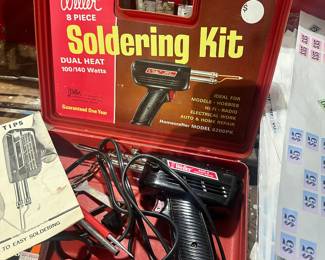 Weller
8 PIECE
Soldering Kit
DUAL HEAT
100/140 Watts
Guaranteed One Year
IDEAL FOR
MODELS - HOBBIES
HI-FI - RADIO
ELECTRICAL WORK
AUTO & HOME REPAIR
Homecrafter MODEL 8200PK
$
TIPS
TO EASY SOLDERING